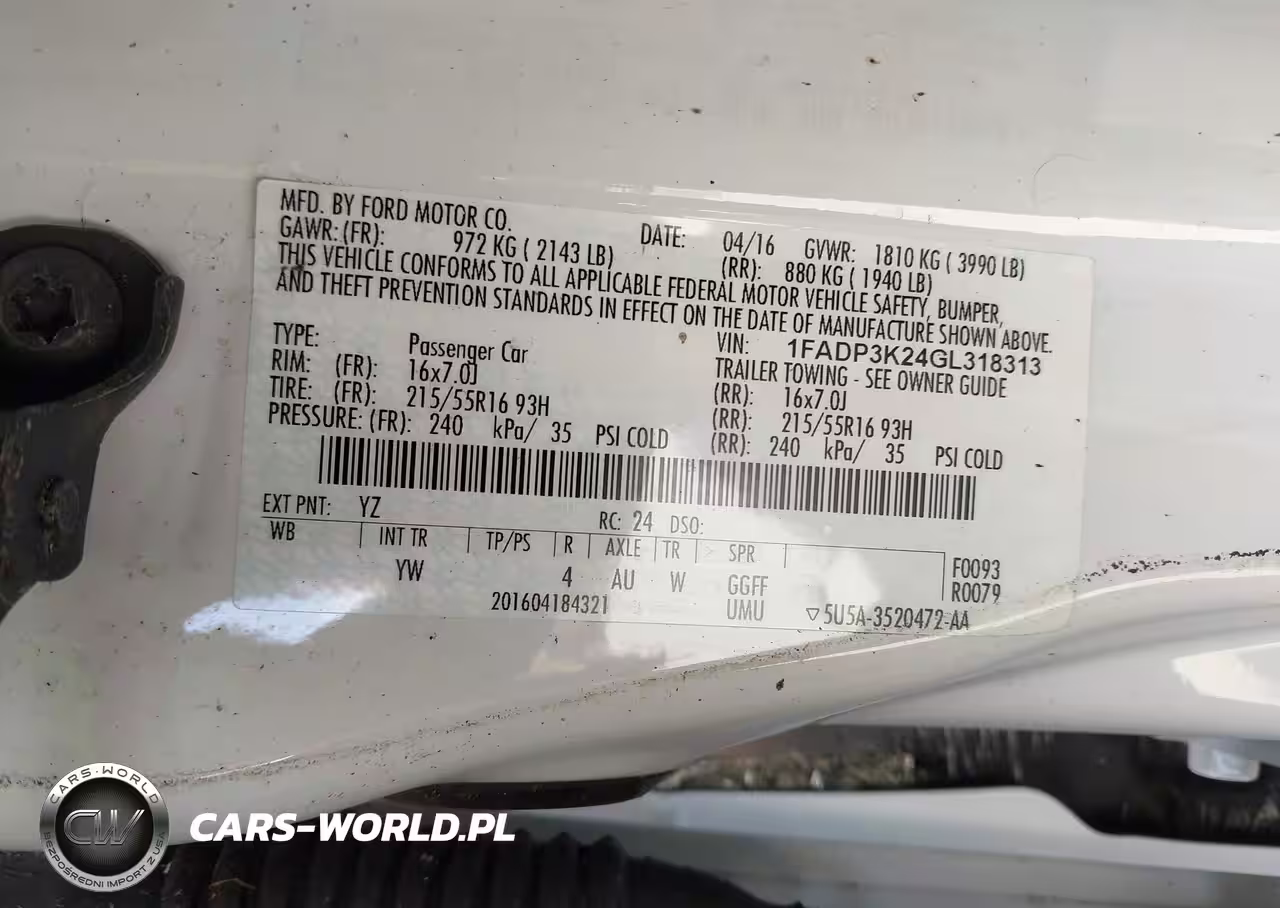 MFD. BY FORD MOTOR CO. DATE: 04/16 GVWR: 1810 KG ( 3990 LB)
GAWR: (FR): 972 KG ( 2143 LB) (RR): 880 KG ( 1940 LB)
THIS VEHICLE CONFORMS TO ALL APPLICABLE FEDERAL MOTOR VEHICLE SAFETY, BUMPER,
AND THEFT PREVENTION STANDARDS IN EFFECT ON THE DATE OF MANUFACTURE SHOWN ABOVE.
VIN: 1FADP3K24GL318313
TYPE: Passenger Car TRAILER TOWING - SEE OWNER GUIDE
RIM: (FR): 16x7.0J (RR): 16x7.0J
TIRE: (FR): 215/55R16 93H (RR): 215/55R16 93H
PRESSURE: (FR): 240 kPa/ 35 PSI COLD (RR): 240 kPa/ 35 PSI COLD
EXT PNT: YZ RC: 24 DSO:
WB INT TR TP/PS R AXLE TR SPR F0093
YW 4 AU W GGFF R0079
201604184321 UMU ▽5U5A-3520472-AA
CARS-WORLD
CW
BEZPOŚREDNI IMPORT Z USA
CARS-WORLD.PL